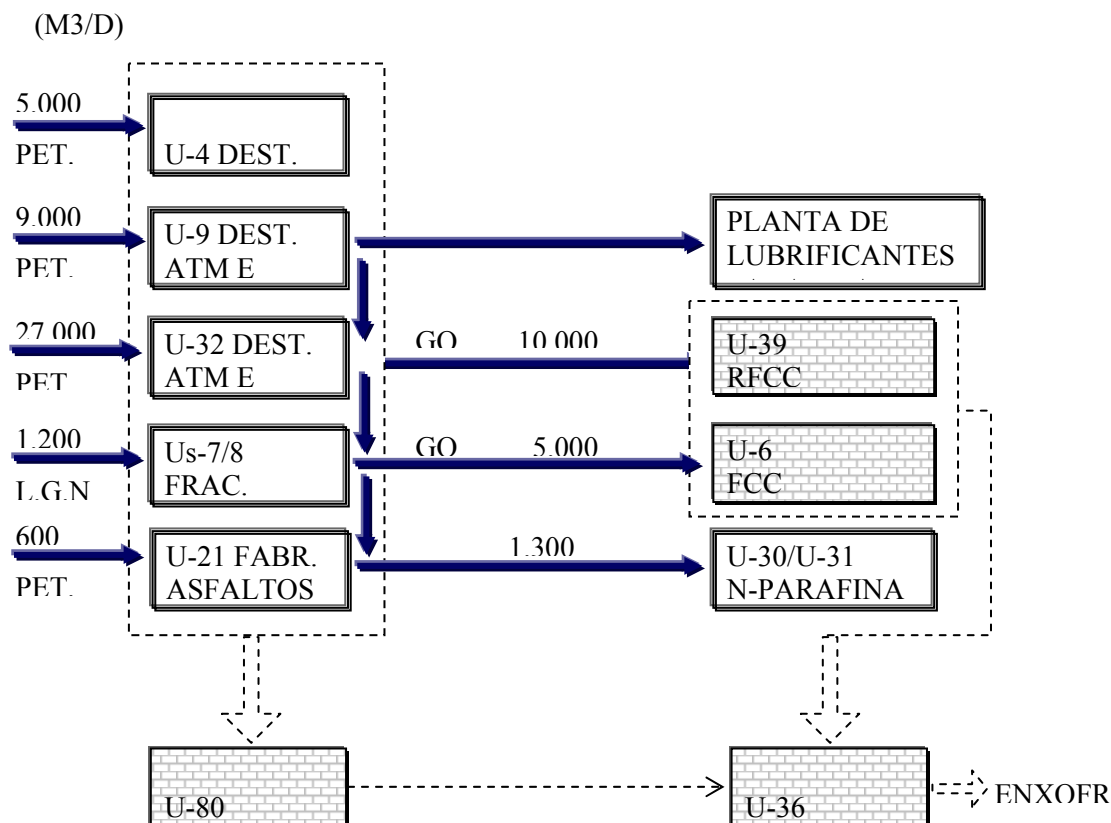 (M3/D)
5.000
PET.
U-4 DEST.
9.000
PET.
U-9 DEST.
ATM E
PLANTA DE
LUBRIFICANTES
27.000
PET
U-32 DEST.
ATM E
GO 10.000
U-39
RFCC
1.200
L.G.N
Us-7/8
FRAC.
GO 5.000
U-6
FCC
600
PET.
U-21 FABR.
ASFALTOS
1.300
U-30/U-31
N-PARAFINA
U-80
U-36
ENXOFR